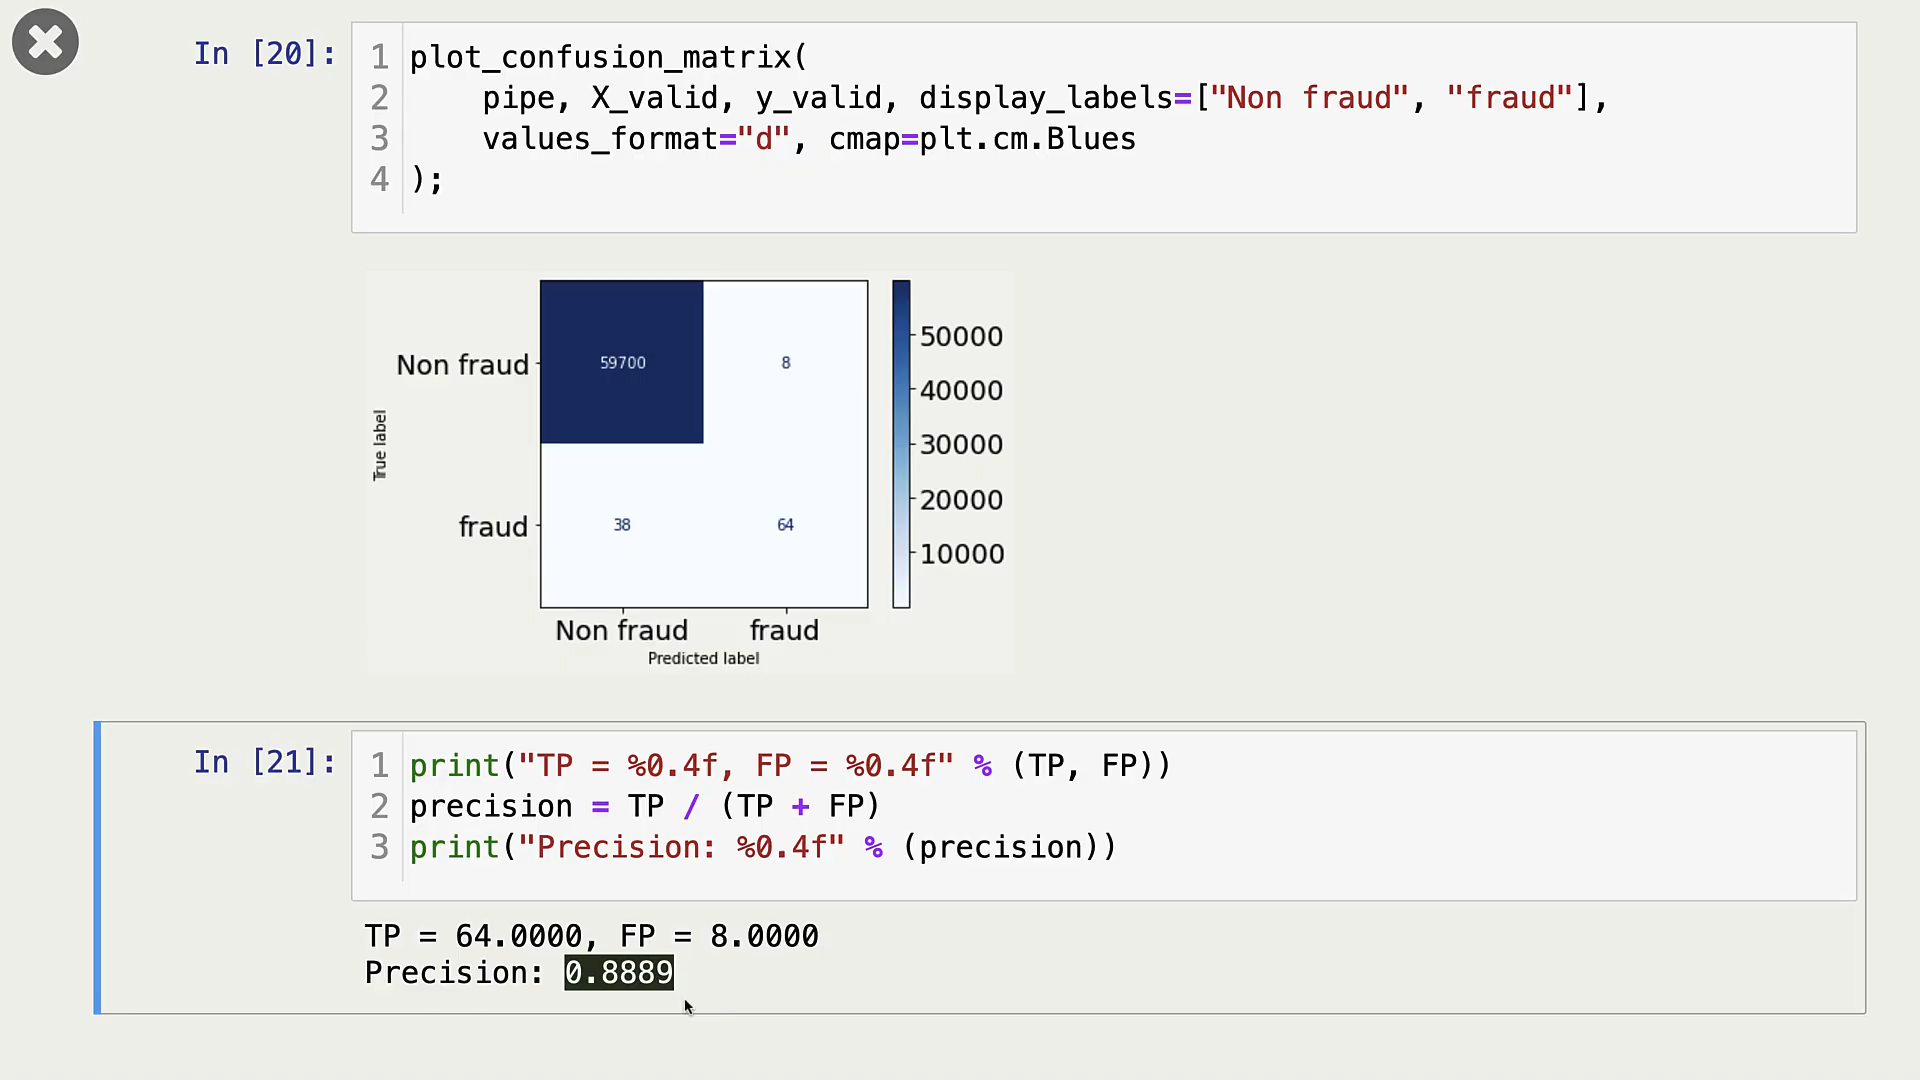 In [20]:
1 plot_confusion_matrix(
2     pipe, X_valid, y_valid, display_labels=["Non fraud", "fraud"],
3     values_format="d", cmap=plt.cm.Blues
4 );
59700 8
38 64
Non fraud
fraud
True label
Non fraud fraud
Predicted label
50000
40000
30000
20000
10000
In [21]:
1 print("TP = %0.4f, FP = %0.4f" % (TP, FP))
2 precision = TP / (TP + FP)
3 print("Precision: %0.4f" % (precision))
TP = 64.0000, FP = 8.0000
Precision: 0.8889